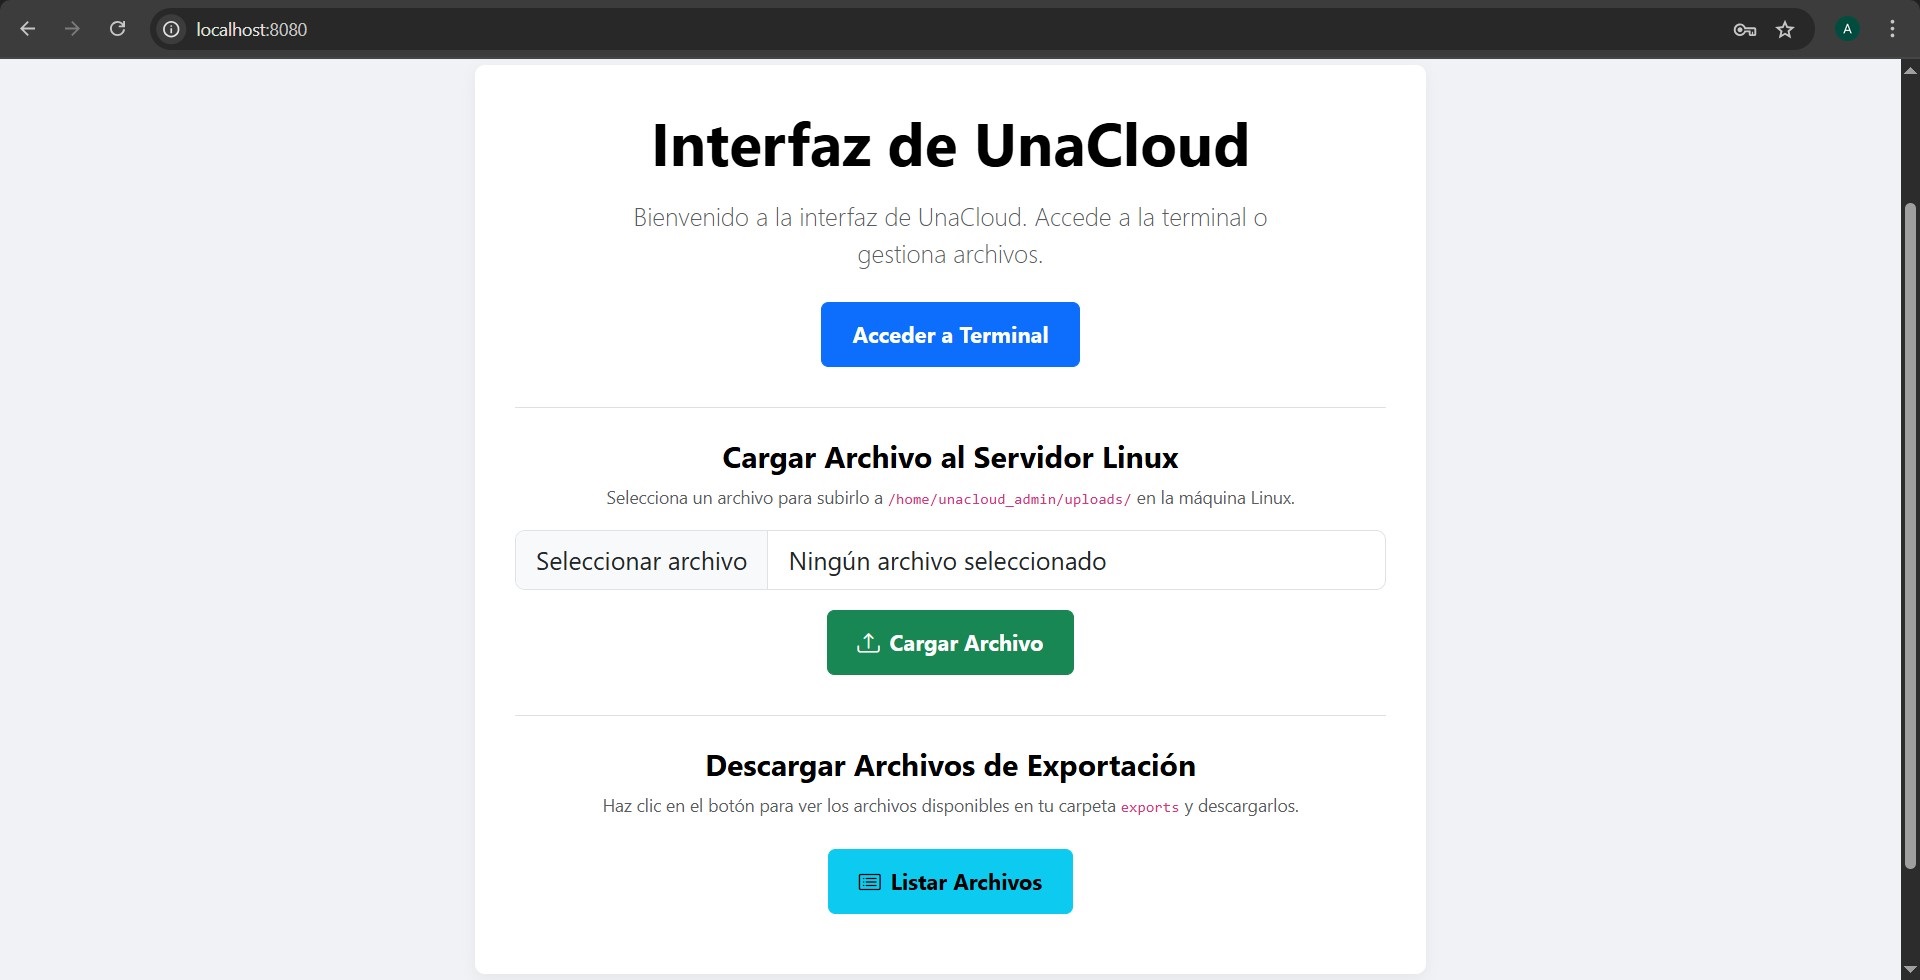 localhost:8080
A
Interfaz de UnaCloud
Bienvenido a la interfaz de UnaCloud. Accede a la terminal o
gestiona archivos.
Acceder a Terminal
Cargar Archivo al Servidor Linux
Selecciona un archivo para subirlo a /home/unacloud_admin/uploads/ en la máquina Linux.
Seleccionar archivo Ningún archivo seleccionado
Cargar Archivo
Descargar Archivos de Exportación
Haz clic en el botón para ver los archivos disponibles en tu carpeta exports y descargarlos.
Listar Archivos